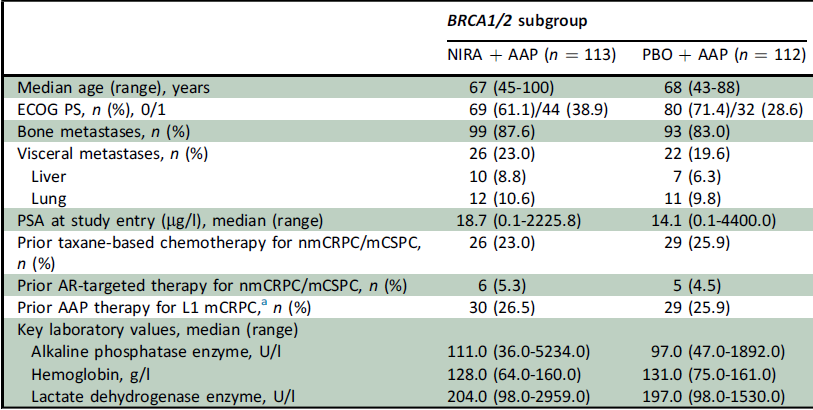 BRCA1/2 subgroup
NIRA + AAP (n = 113) PBO + AAP (n = 112)
Median age (range), years 67 (45-100) 68 (43-88)
ECOG PS, n (%), 0/1 69 (61.1)/44 (38.9) 80 (71.4)/32 (28.6)
Bone metastases, n (%) 99 (87.6) 93 (83.0)
Visceral metastases, n (%) 26 (23.0) 22 (19.6)
Liver 10 (8.8) 7 (6.3)
Lung 12 (10.6) 11 (9.8)
PSA at study entry (μg/l), median (range) 18.7 (0.1-2225.8) 14.1 (0.1-4400.0)
Prior taxane-based chemotherapy for nmCRPC/mCSPC, 26 (23.0) 29 (25.9)
n (%)
Prior AR-targeted therapy for nmCRPC/mCSPC, n (%) 6 (5.3) 5 (4.5)
Prior AAP therapy for L1 mCRPC,a n (%) 30 (26.5) 29 (25.9)
Key laboratory values, median (range)
Alkaline phosphatase enzyme, U/l 111.0 (36.0-5234.0) 97.0 (47.0-1892.0)
Hemoglobin, g/l 128.0 (64.0-160.0) 131.0 (75.0-161.0)
Lactate dehydrogenase enzyme, U/l 204.0 (98.0-2959.0) 197.0 (98.0-1530.0)